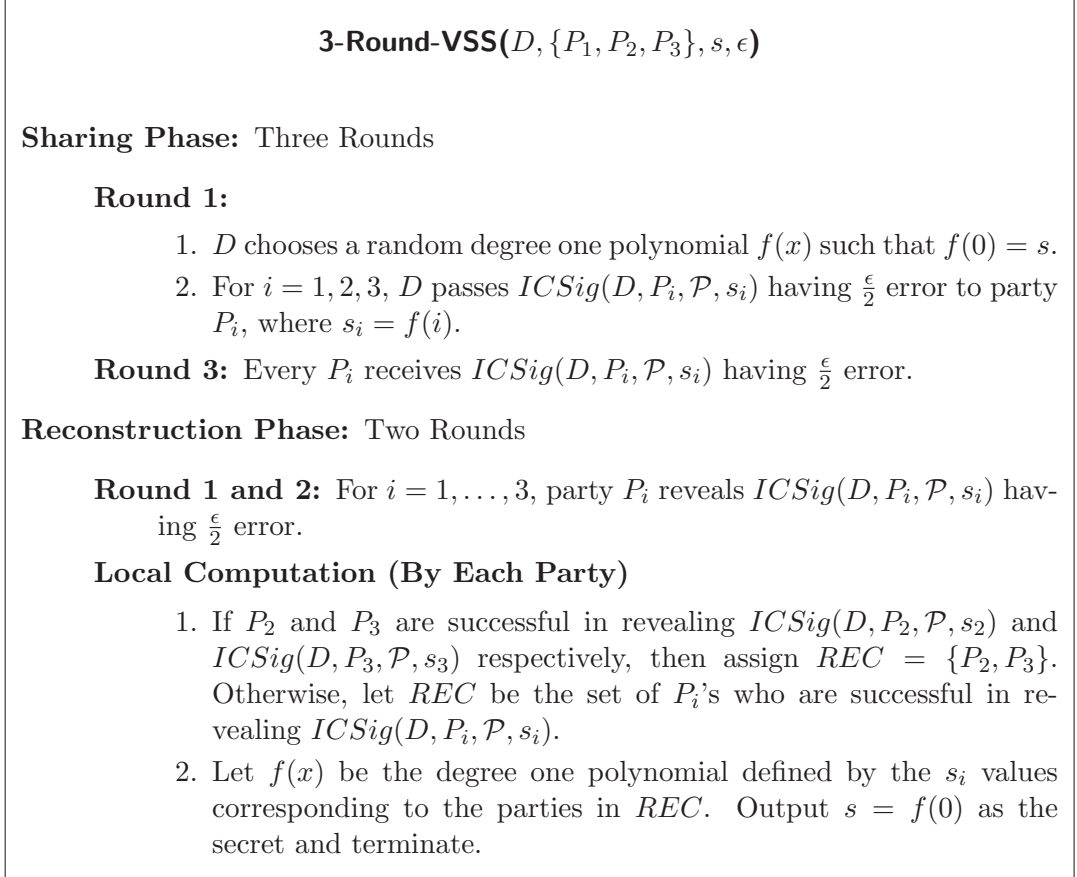 3-Round-VSS(D, {P₁, P₂, P₃}, s, ϵ)
Sharing Phase: Three Rounds
Round 1:
1. D chooses a random degree one polynomial f(x) such that f(0) = s.
2. For i = 1, 2, 3, D passes ICSig(D, Pᵢ, 𝒫, sᵢ) having ϵ/2 error to party
Pᵢ, where sᵢ = f(i).
Round 3: Every Pᵢ receives ICSig(D, Pᵢ, 𝒫, sᵢ) having ϵ/2 error.
Reconstruction Phase: Two Rounds
Round 1 and 2: For i = 1, . . . , 3, party Pᵢ reveals ICSig(D, Pᵢ, 𝒫, sᵢ) hav-
ing ϵ/2 error.
Local Computation (By Each Party)
1. If P₂ and P₃ are successful in revealing ICSig(D, P₂, 𝒫, s₂) and
ICSig(D, P₃, 𝒫, s₃) respectively, then assign REC = {P₂, P₃}.
Otherwise, let REC be the set of Pᵢ's who are successful in re-
vealing ICSig(D, Pᵢ, 𝒫, sᵢ).
2. Let f(x) be the degree one polynomial defined by the sᵢ values
corresponding to the parties in REC. Output s = f(0) as the
secret and terminate.